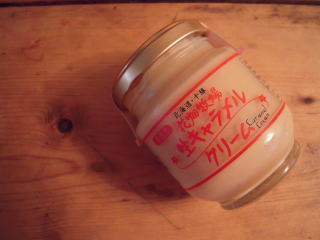 北海道・十勝
花畑牧場
生キャラメル
クリーム
Caramel
Cream